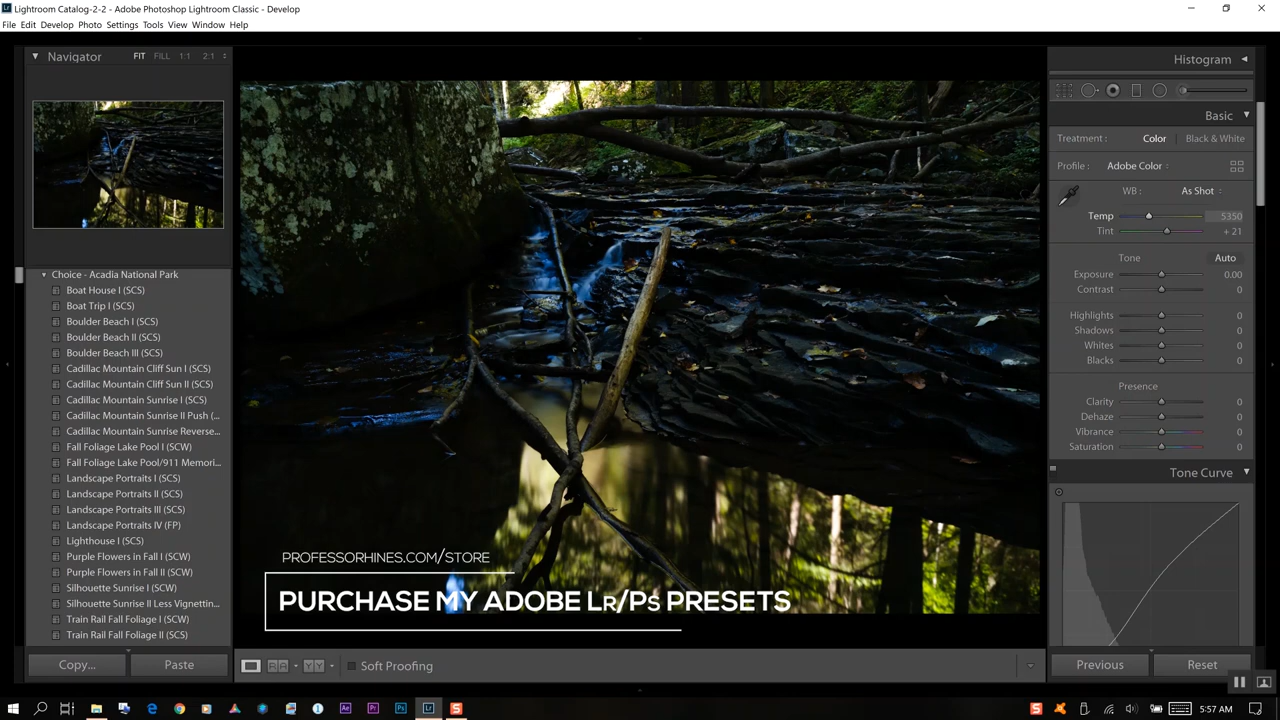 Lightroom Catalog-2-2 - Adobe Photoshop Lightroom Classic - Develop
File Edit Develop Photo Settings Tools View Window Help
Navigator FIT FILL 1:1 2:1
Choice - Acadia National Park
Boat House I (SCS)
Boat Trip I (SCS)
Boulder Beach I (SCS)
Boulder Beach II (SCS)
Boulder Beach III (SCS)
Cadillac Mountain Cliff Sun I (SCS)
Cadillac Mountain Cliff Sun II (SCS)
Cadillac Mountain Sunrise I (SCS)
Cadillac Mountain Sunrise II Push (...
Cadillac Mountain Sunrise Reverse...
Fall Foliage Lake Pool I (SCW)
Fall Foliage Lake Pool/911 Memori...
Landscape Portraits I (SCS)
Landscape Portraits II (SCS)
Landscape Portraits III (SCS)
Landscape Portraits IV (FP)
Lighthouse I (SCS)
Purple Flowers in Fall I (SCW)
Purple Flowers in Fall II (SCW)
Silhouette Sunrise I (SCW)
Silhouette Sunrise II Less Vignettin...
Train Rail Fall Foliage I (SCW)
Train Rail Fall Foliage II (SCS)
Copy... Paste
PROFESSORHINES.COM/STORE
PURCHASE MY ADOBE LR/PS PRESETS
Soft Proofing
Histogram
Basic
Treatment : Color Black & White
Profile : Adobe Color
WB : As Shot
Temp 5350
Tint + 21
Tone Auto
Exposure 0.00
Contrast 0
Highlights 0
Shadows 0
Whites 0
Blacks 0
Presence
Clarity 0
Dehaze 0
Vibrance 0
Saturation 0
Tone Curve
Previous Reset
5:57 AM